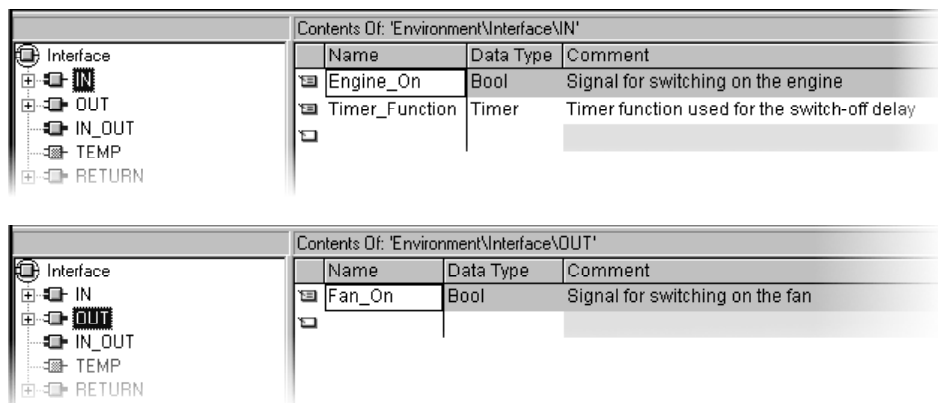 Contents Of: 'Environment\Interface\IN'
Interface
IN
OUT
IN_OUT
TEMP
RETURN
Name Data Type Comment
Engine_On Bool Signal for switching on the engine
Timer_Function Timer Timer function used for the switch-off delay
Contents Of: 'Environment\Interface\OUT'
Interface
IN
OUT
IN_OUT
TEMP
RETURN
Name Data Type Comment
Fan_On Bool Signal for switching on the fan